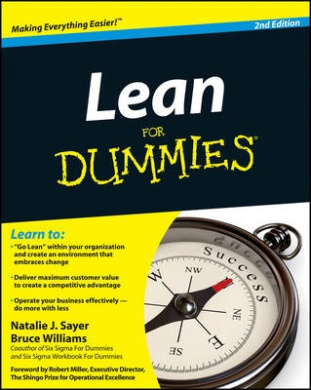 Making Everything Easier!™
2nd Edition
Lean
FOR
DUMMIES®
Learn to:
• "Go Lean" within your organization
and create an environment that
embraces change
• Deliver maximum customer value
to create a competitive advantage
• Operate your business effectively —
do more with less
Natalie J. Sayer
Bruce Williams
Coauthor of Six Sigma For Dummies
and Six Sigma Workbook For Dummies
Foreword by Robert Miller, Executive Director,
The Shingo Prize for Operational Excellence
Success
NW
N
W
SW
S
SE